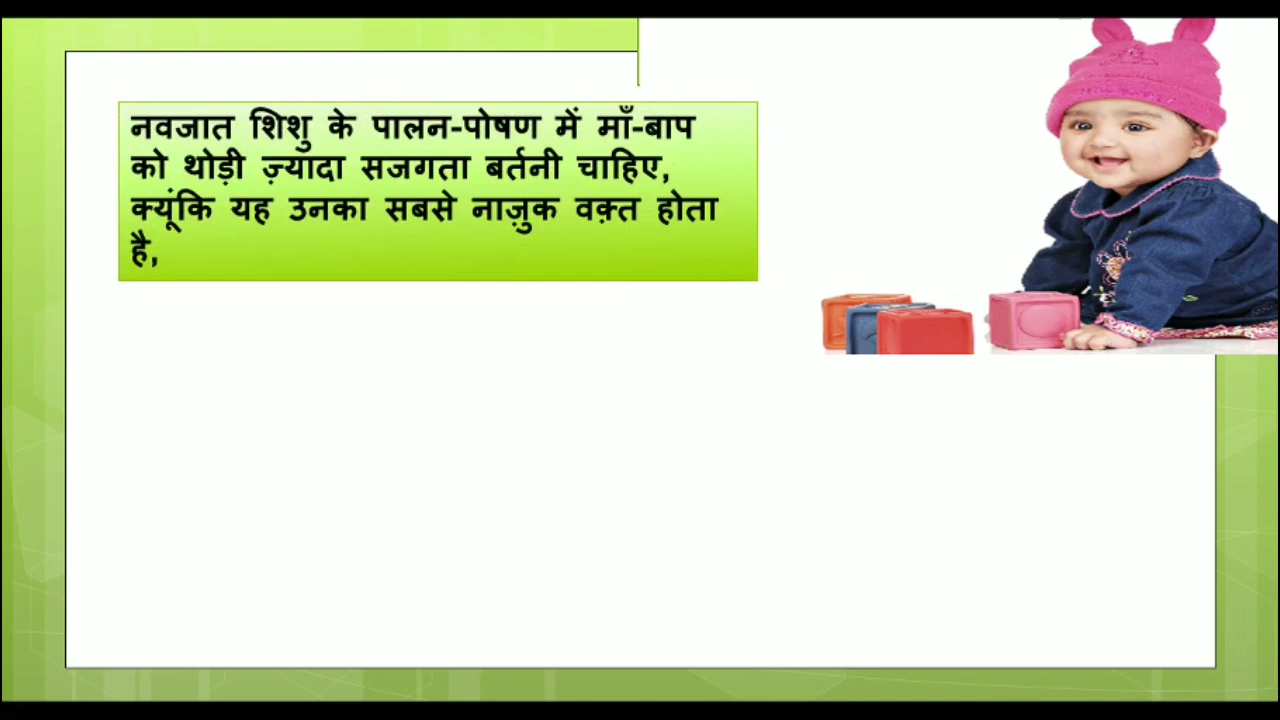 नवजात शिशु के पालन-पोषण में माँ-बाप
को थोड़ी ज़्यादा सजगता बर्तनी चाहिए,
क्यूंकि यह उनका सबसे नाज़ुक वक़्त होता
है,